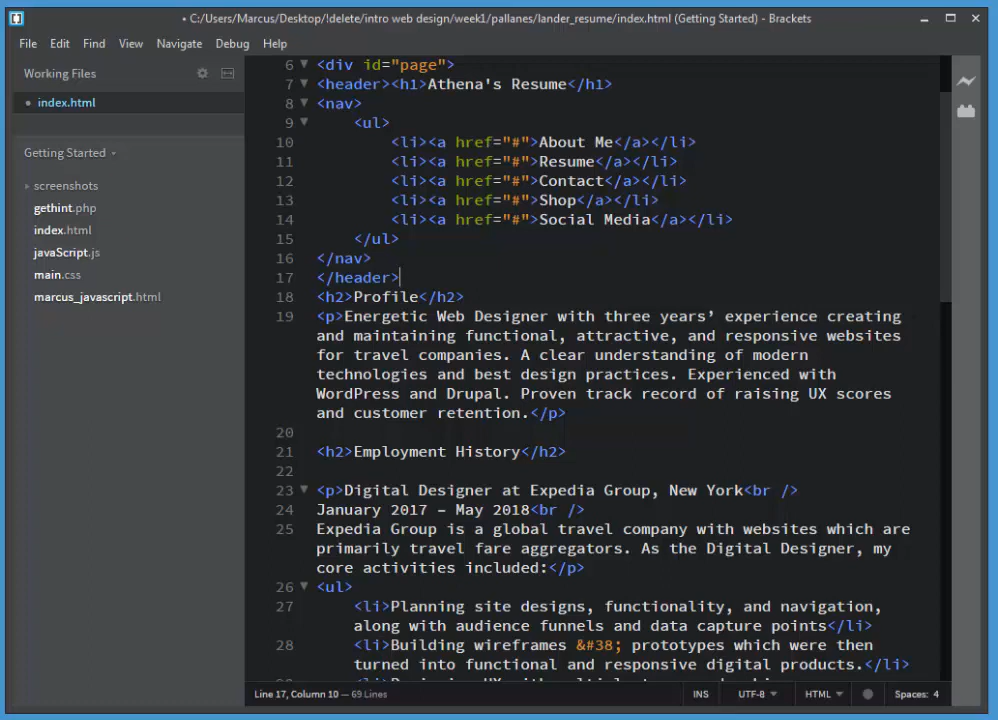 • C:/Users/Marcus/Desktop/!delete/intro web design/week1/pallanes/lander_resume/index.html (Getting Started) - Brackets
File Edit Find View Navigate Debug Help
Working Files
• index.html
Getting Started
screenshots
gethint.php
index.html
javaScript.js
main.css
marcus_javascript.html
6 <div id="page">
7 <header><h1>Athena's Resume</h1>
8 <nav>
9 <ul>
10 <li><a href="#">About Me</a></li>
11 <li><a href="#">Resume</a></li>
12 <li><a href="#">Contact</a></li>
13 <li><a href="#">Shop</a></li>
14 <li><a href="#">Social Media</a></li>
15 </ul>
16 </nav>
17 </header>
18 <h2>Profile</h2>
19 <p>Energetic Web Designer with three years’ experience creating
and maintaining functional, attractive, and responsive websites
for travel companies. A clear understanding of modern
technologies and best design practices. Experienced with
WordPress and Drupal. Proven track record of raising UX scores
and customer retention.</p>
20
21 <h2>Employment History</h2>
22
23 <p>Digital Designer at Expedia Group, New York<br />
24 January 2017 – May 2018<br />
25 Expedia Group is a global travel company with websites which are
primarily travel fare aggregators. As the Digital Designer, my
core activities included:</p>
26 <ul>
27 <li>Planning site designs, functionality, and navigation,
along with audience funnels and data capture points</li>
28 <li>Building wireframes &#38; prototypes which were then
turned into functional and responsive digital products.</li>
Line 17, Column 10 — 69 Lines
INS UTF-8 HTML Spaces: 4